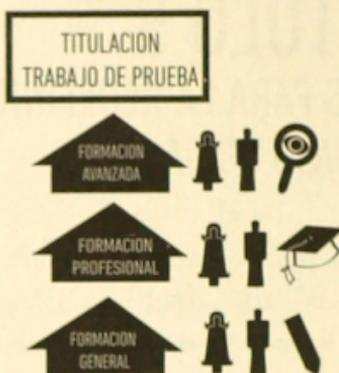 TITULACION
TRABAJO DE PRUEBA
FORMACION
AVANZADA
FORMACION
PROFESIONAL
FORMACION
GENERAL